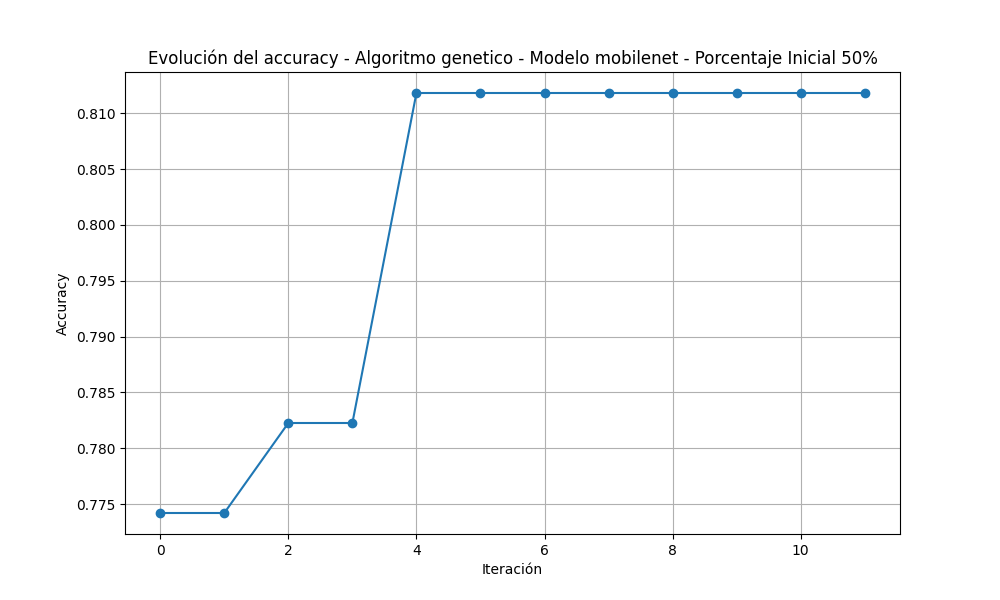 Evolución del accuracy - Algoritmo genetico - Modelo mobilenet - Porcentaje Inicial 50%
0.810
0.805
0.800
0.795
0.790
0.785
0.780
0.775
Accuracy
0 2 4 6 8 10
Iteración